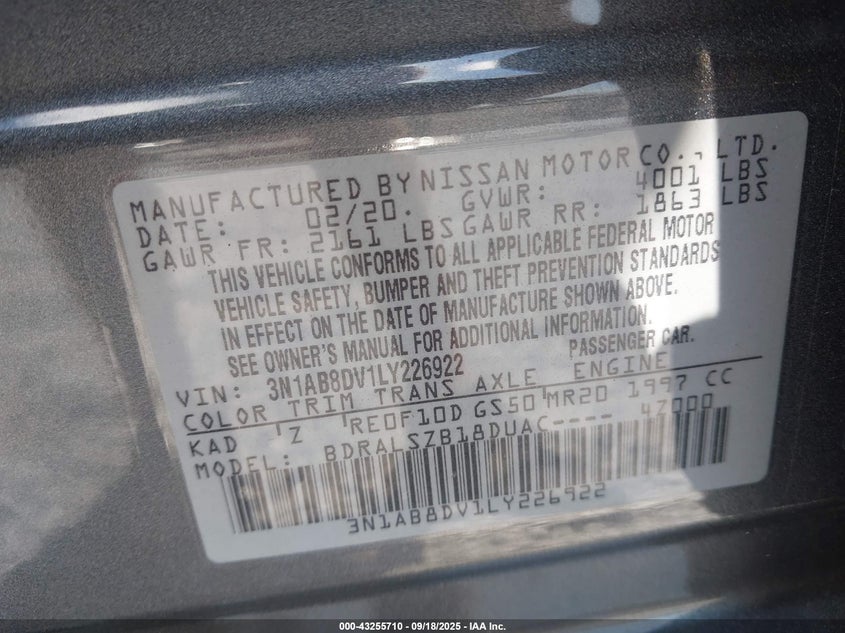 MANUFACTURED BY NISSAN MOTOR CO., LTD.
DATE: 02/20. GVWR: 4001 LBS
GAWR FR: 2161 LBS GAWR RR: 1863 LBS
THIS VEHICLE CONFORMS TO ALL APPLICABLE FEDERAL MOTOR
VEHICLE SAFETY, BUMPER AND THEFT PREVENTION STANDARDS
IN EFFECT ON THE DATE OF MANUFACTURE SHOWN ABOVE.
SEE OWNER'S MANUAL FOR ADDITIONAL INFORMATION.
VIN: 3N1AB8DV1LY226922 PASSENGER CAR.
COLOR TRIM TRANS AXLE ENGINE
KAD Z RE0F10D GS50 MR20 1997 CC
MODEL: BDRALSZB18DUAC---- 47000
3N1AB8DV1LY226922
000-43255710 - 09/18/2025 - IAA Inc.